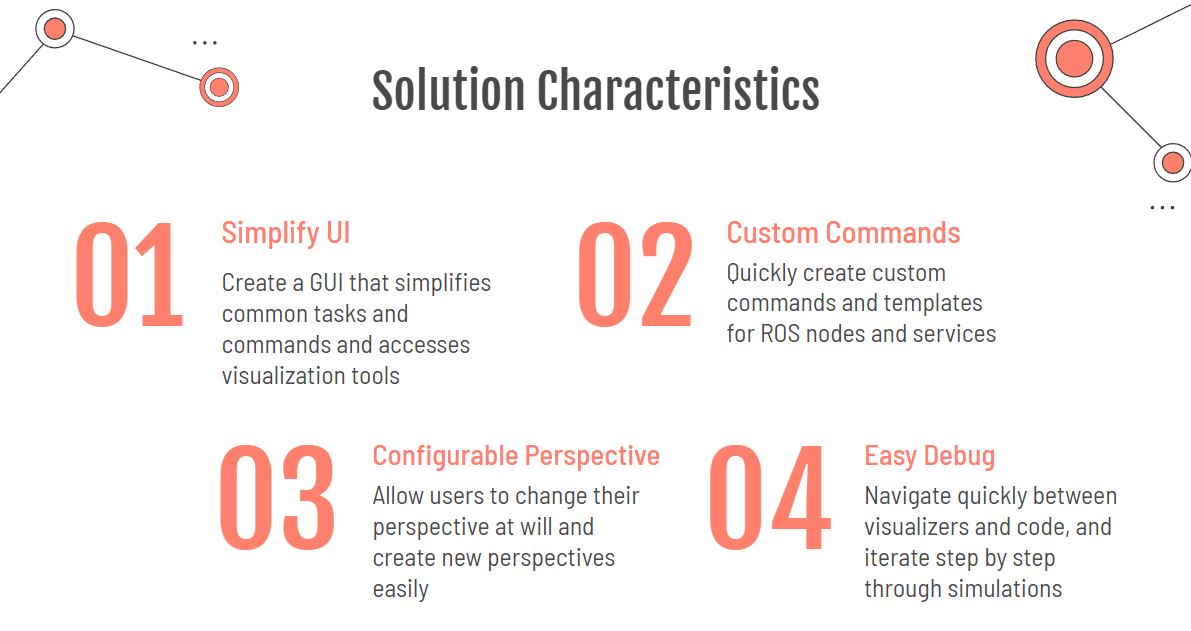 Solution Characteristics
01
Simplify UI
Create a GUI that simplifies
common tasks and
commands and accesses
visualization tools
02
Custom Commands
Quickly create custom
commands and templates
for ROS nodes and services
03
Configurable Perspective
Allow users to change their
perspective at will and
create new perspectives
easily
04
Easy Debug
Navigate quickly between
visualizers and code, and
iterate step by step
through simulations